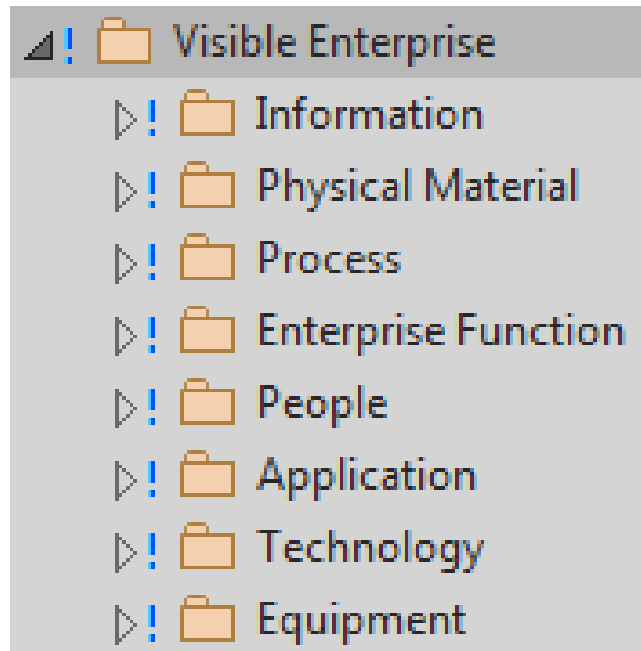 Visible Enterprise
Information
Physical Material
Process
Enterprise Function
People
Application
Technology
Equipment